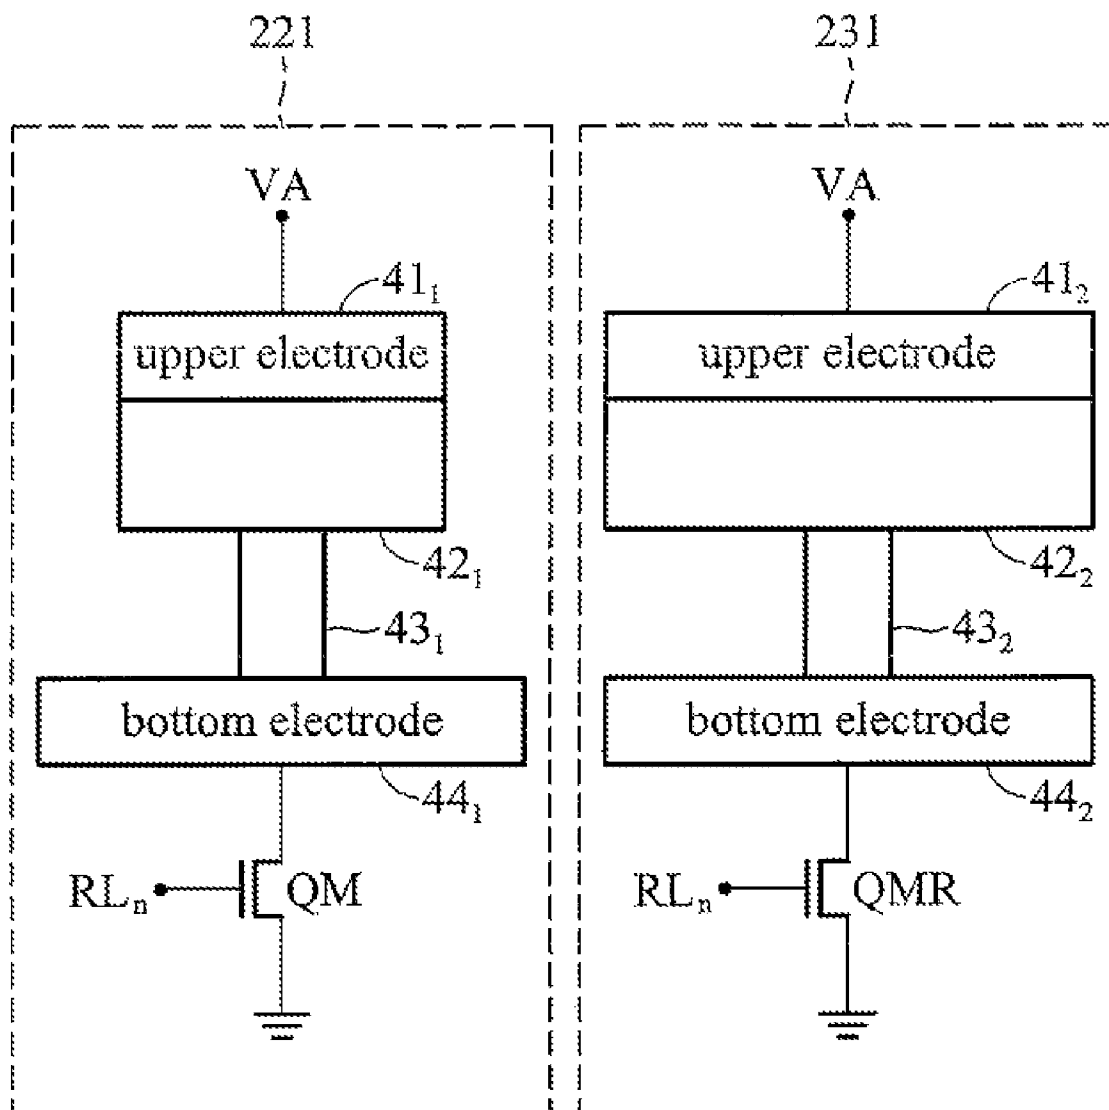 221
VA
41₁
upper electrode
42₁
43₁
bottom electrode
44₁
RLₙ
QM
231
VA
41₂
upper electrode
42₂
43₂
bottom electrode
44₂
RLₙ
QMR